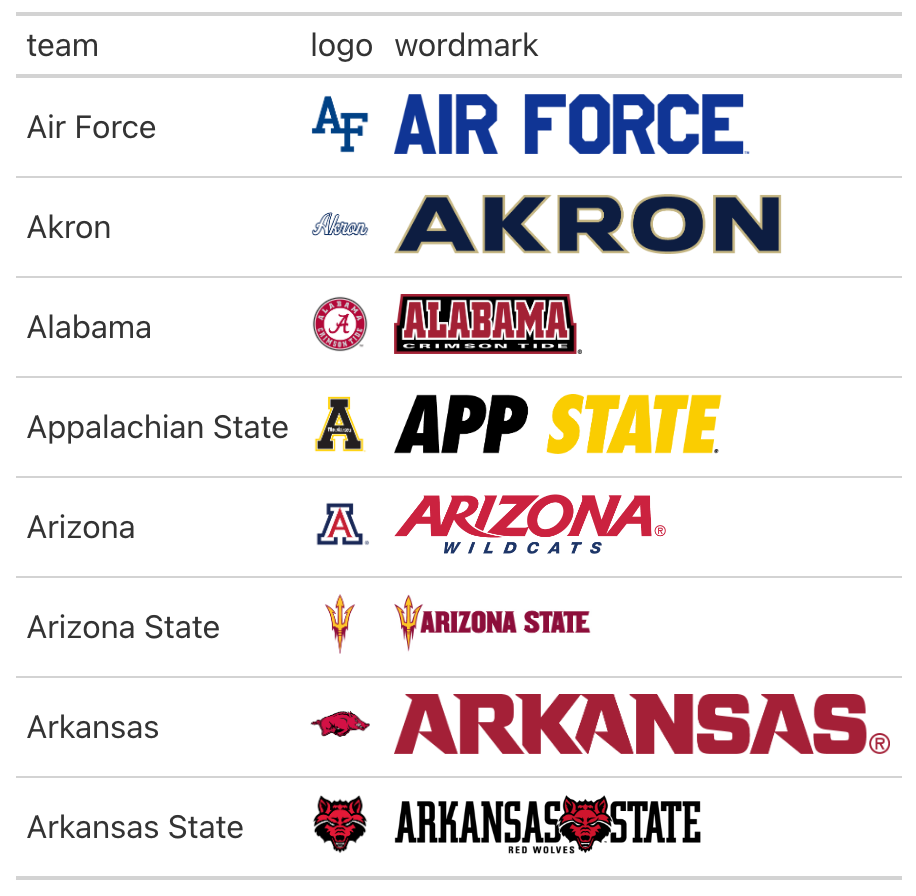 team logo wordmark
Air Force AF AIR FORCE
Akron Akron AKRON
Alabama ALABAMA A CRIMSON TIDE ALABAMA
CRIMSON TIDE
Appalachian State A APP STATE
Arizona A ARIZONA®
WILDCATS
Arizona State ARIZONA STATE
Arkansas ARKANSAS®
Arkansas State ARKANSAS STATE
RED WOLVES